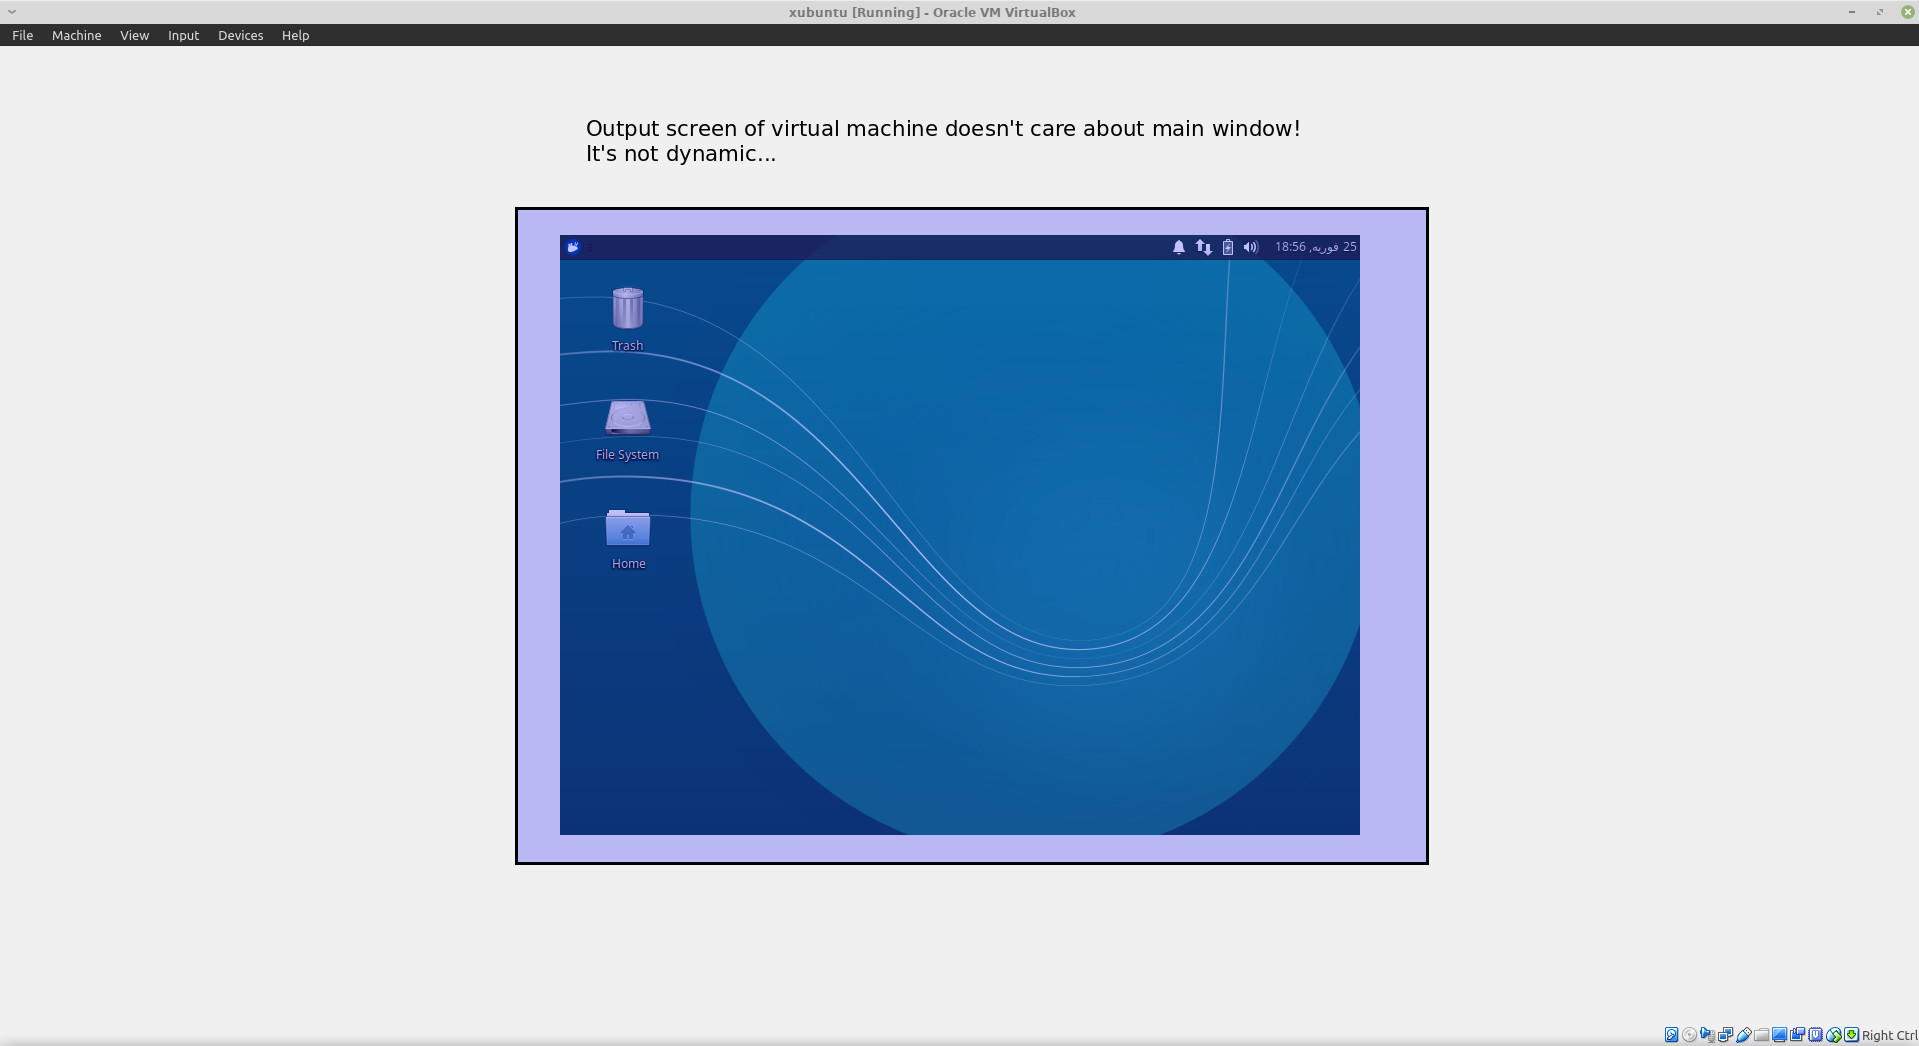 xubuntu [Running] - Oracle VM VirtualBox
File Machine View Input Devices Help
Output screen of virtual machine doesn't care about main window!
It's not dynamic...
25 فوریه, 18:56
Trash
File System
Home
Right Ctrl